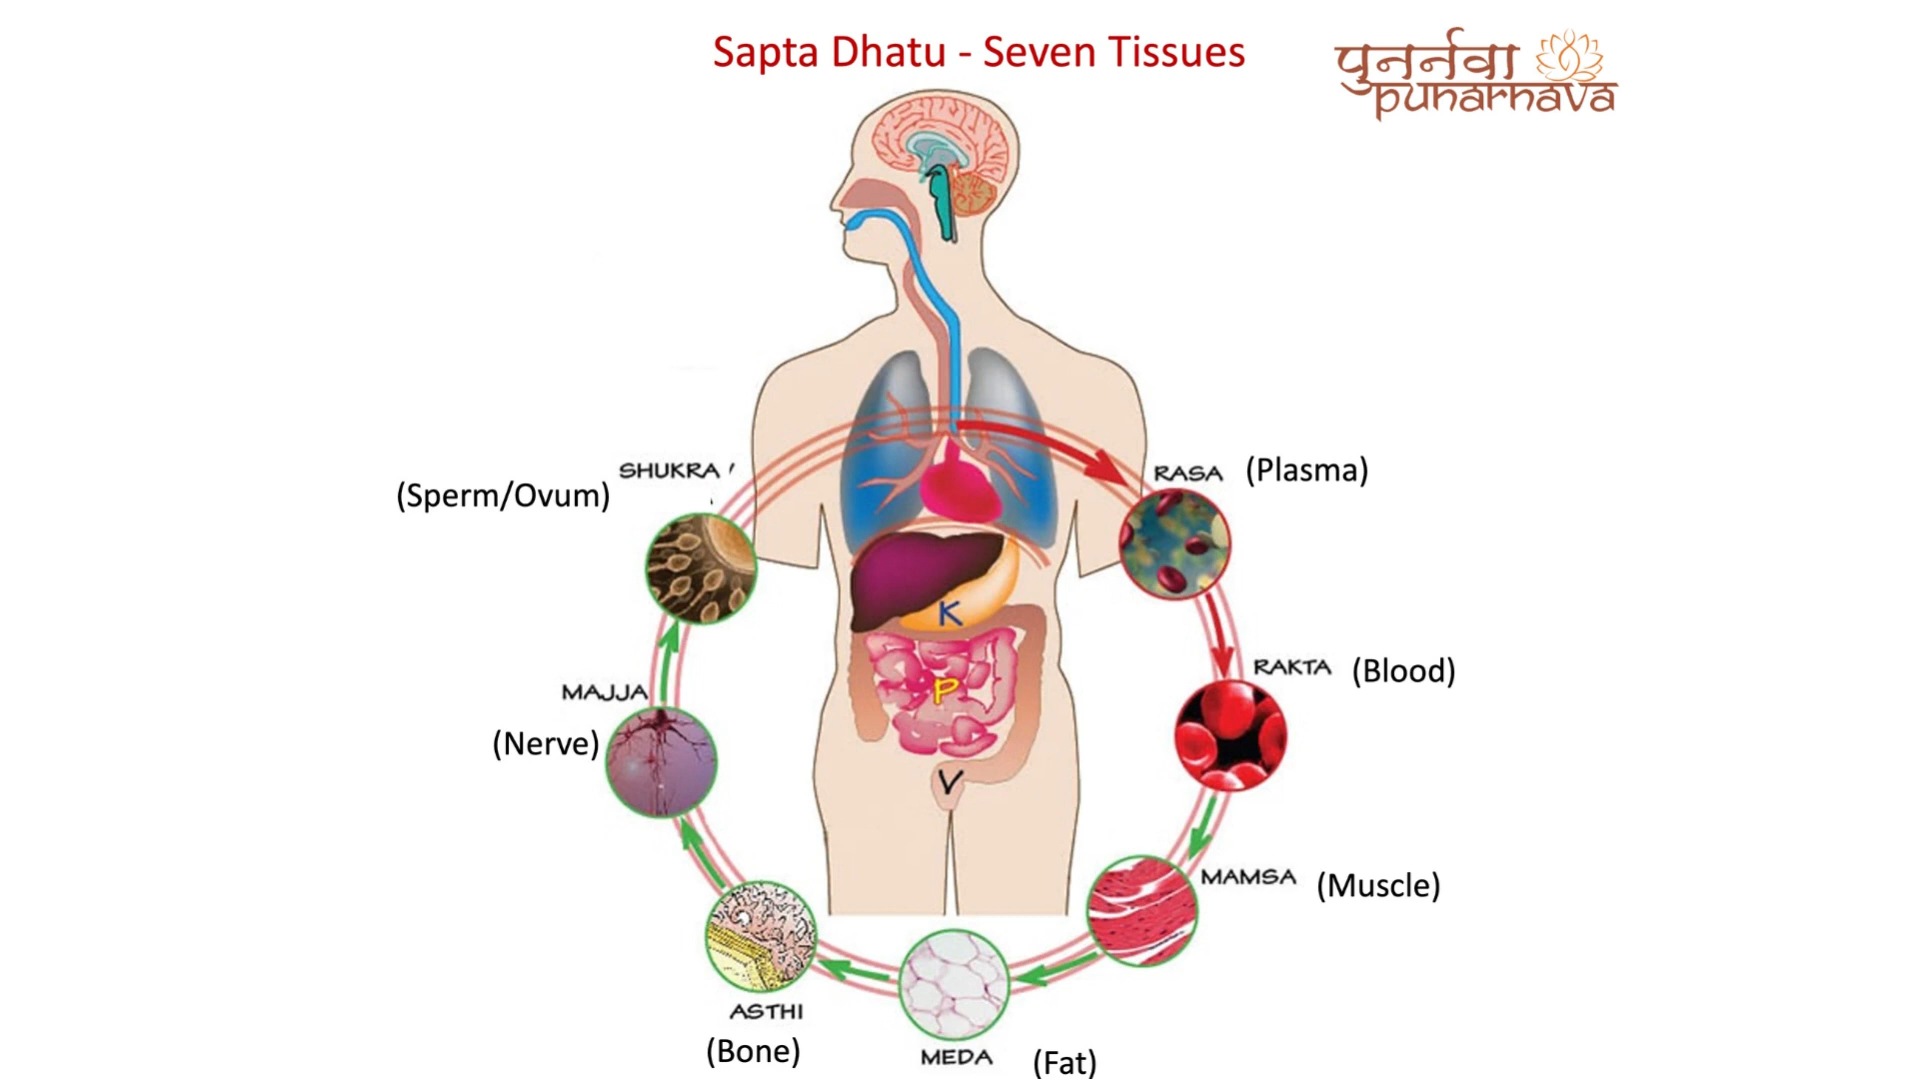 Sapta Dhatu - Seven Tissues
पुनर्नवा
punarnava
SHUKRA /
(Sperm/Ovum)
RASA (Plasma)
K
RAKTA (Blood)
P
MAJJA
(Nerve)
V
MAMSA (Muscle)
ASTHI
(Bone)
MEDA (Fat)